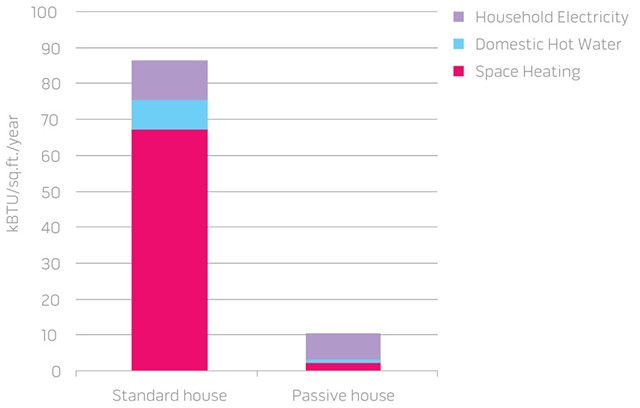 100
90
80
70
60
50
40
30
20
10
0
kBTU/sq.ft./year
Standard house
Passive house
Household Electricity
Domestic Hot Water
Space Heating